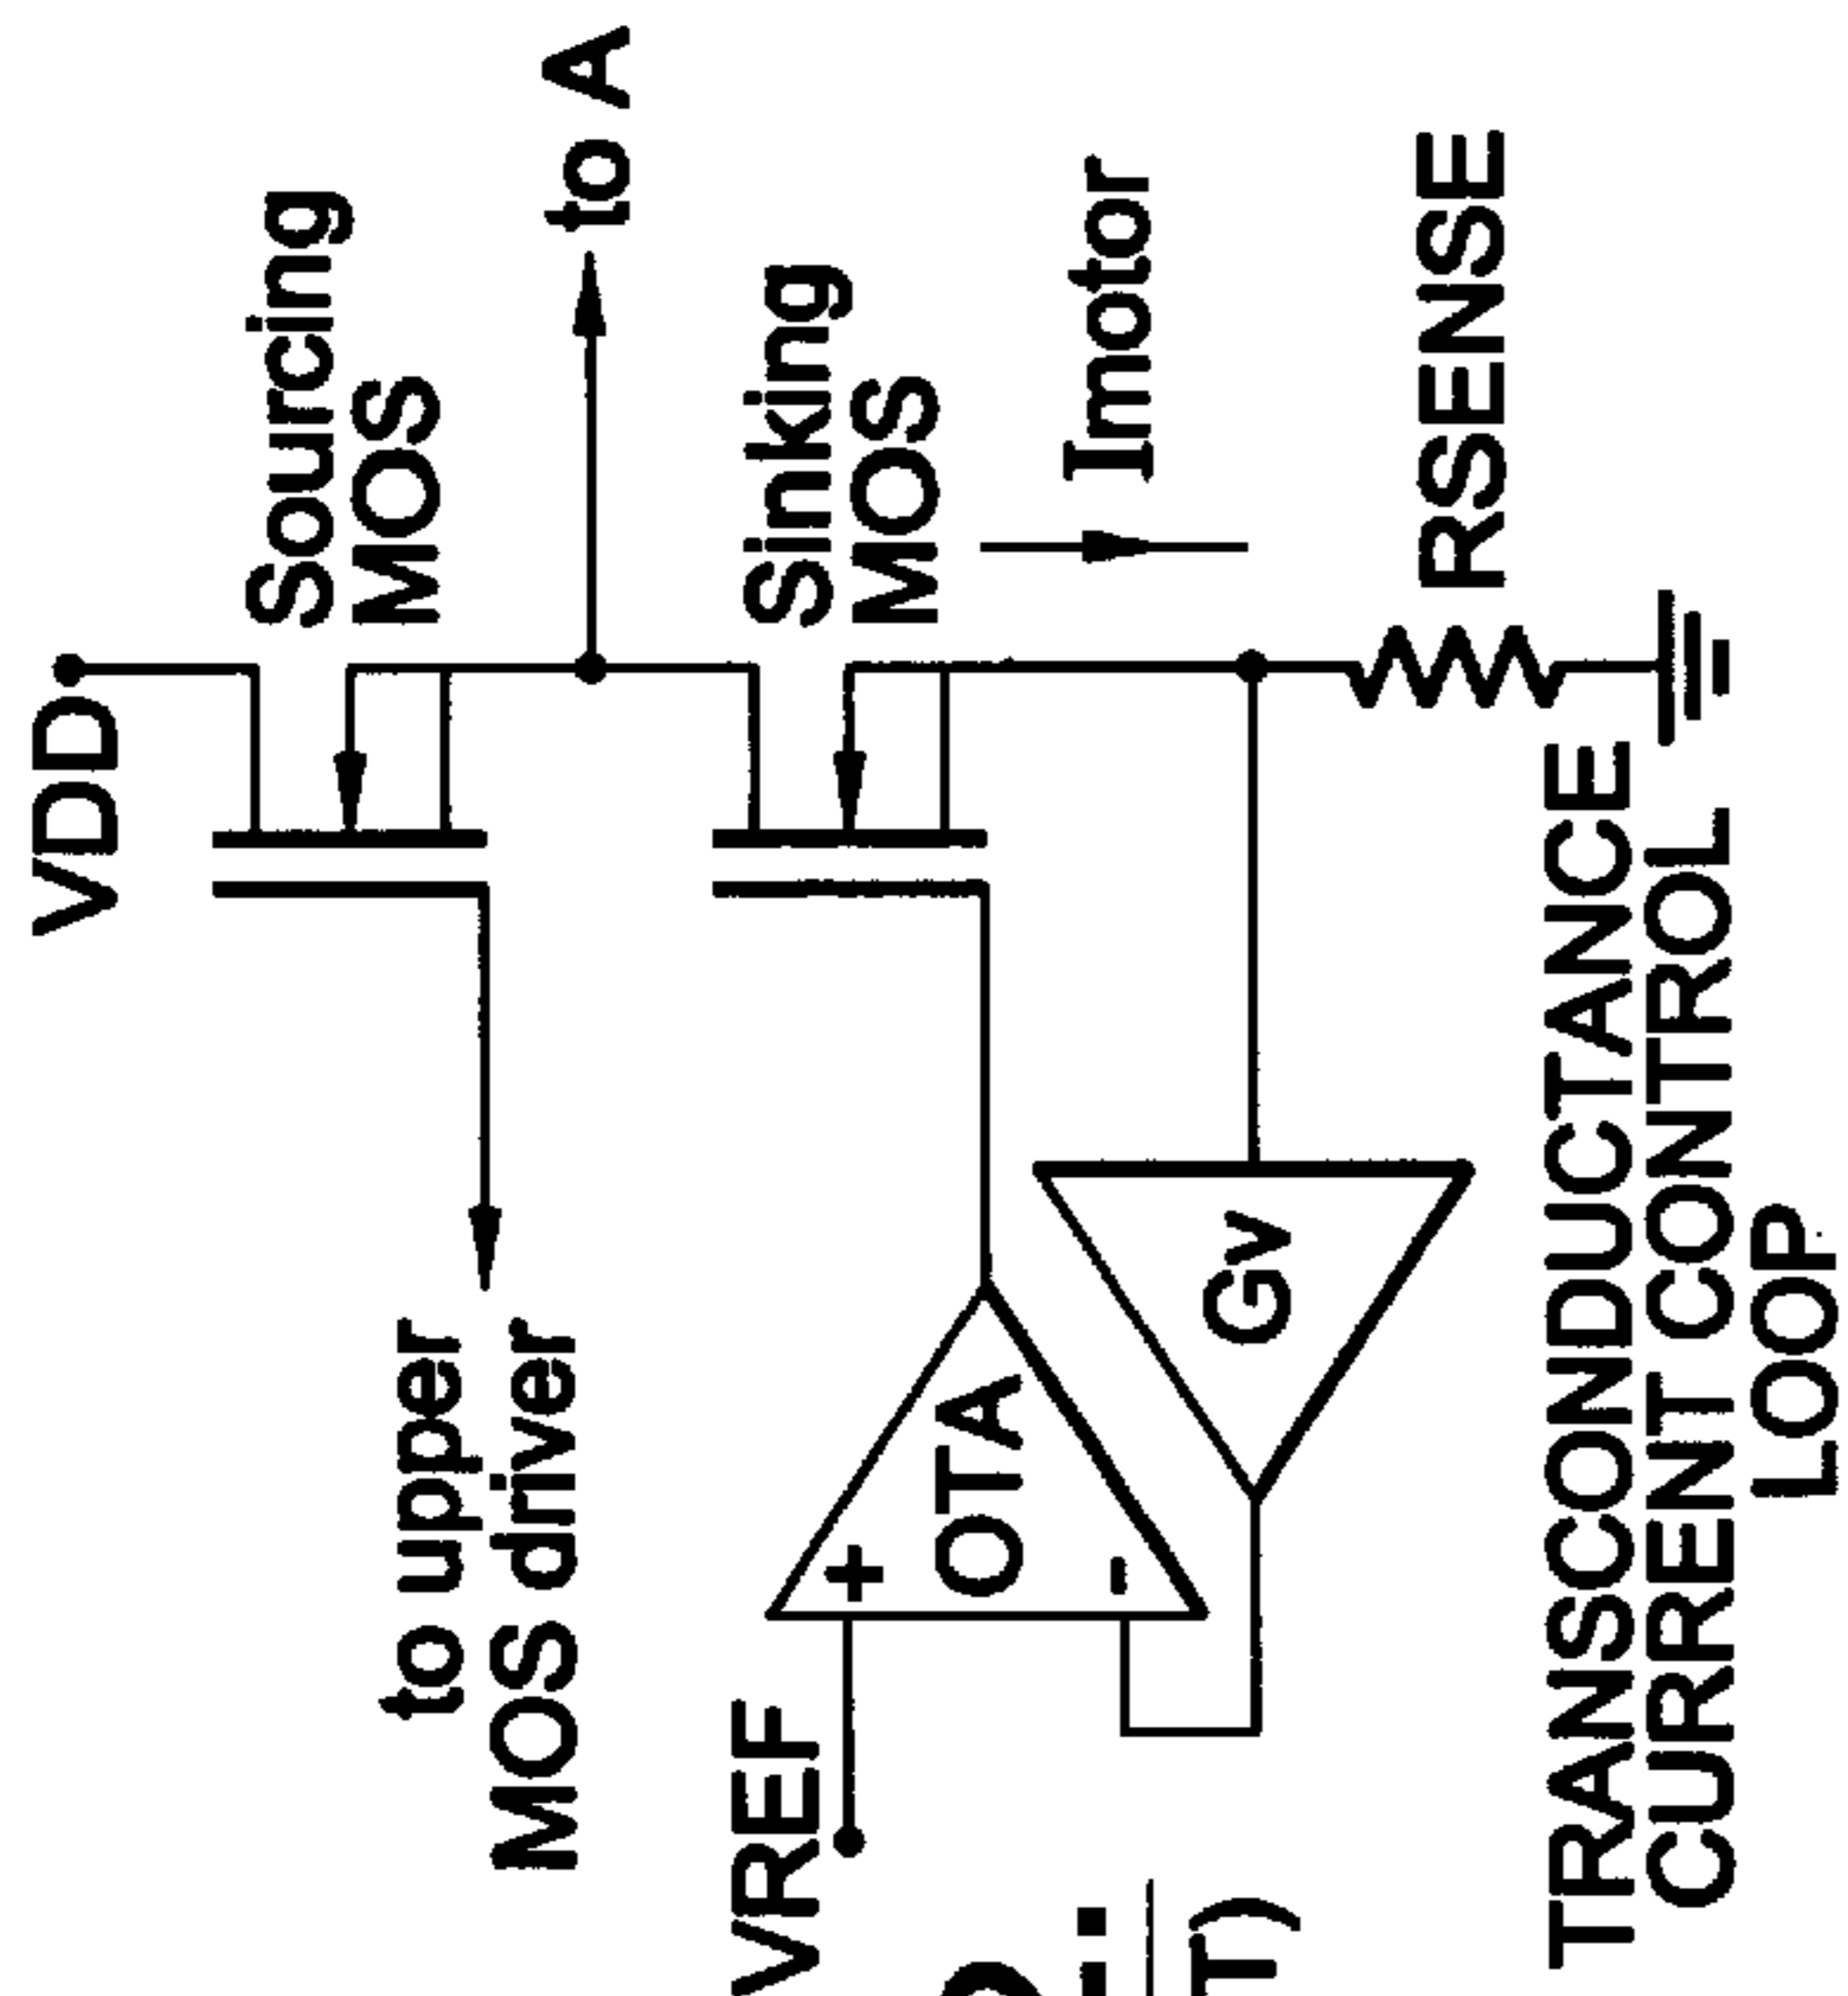 VDD
Sourcing
MOS
to A
to upper
MOS driver
Sinking
MOS
Imotor
VREF
+
OTA
-
Gv
RSENSE
T)
TRANSCONDUCTANCE
CURRENT CONTROL
LOOP